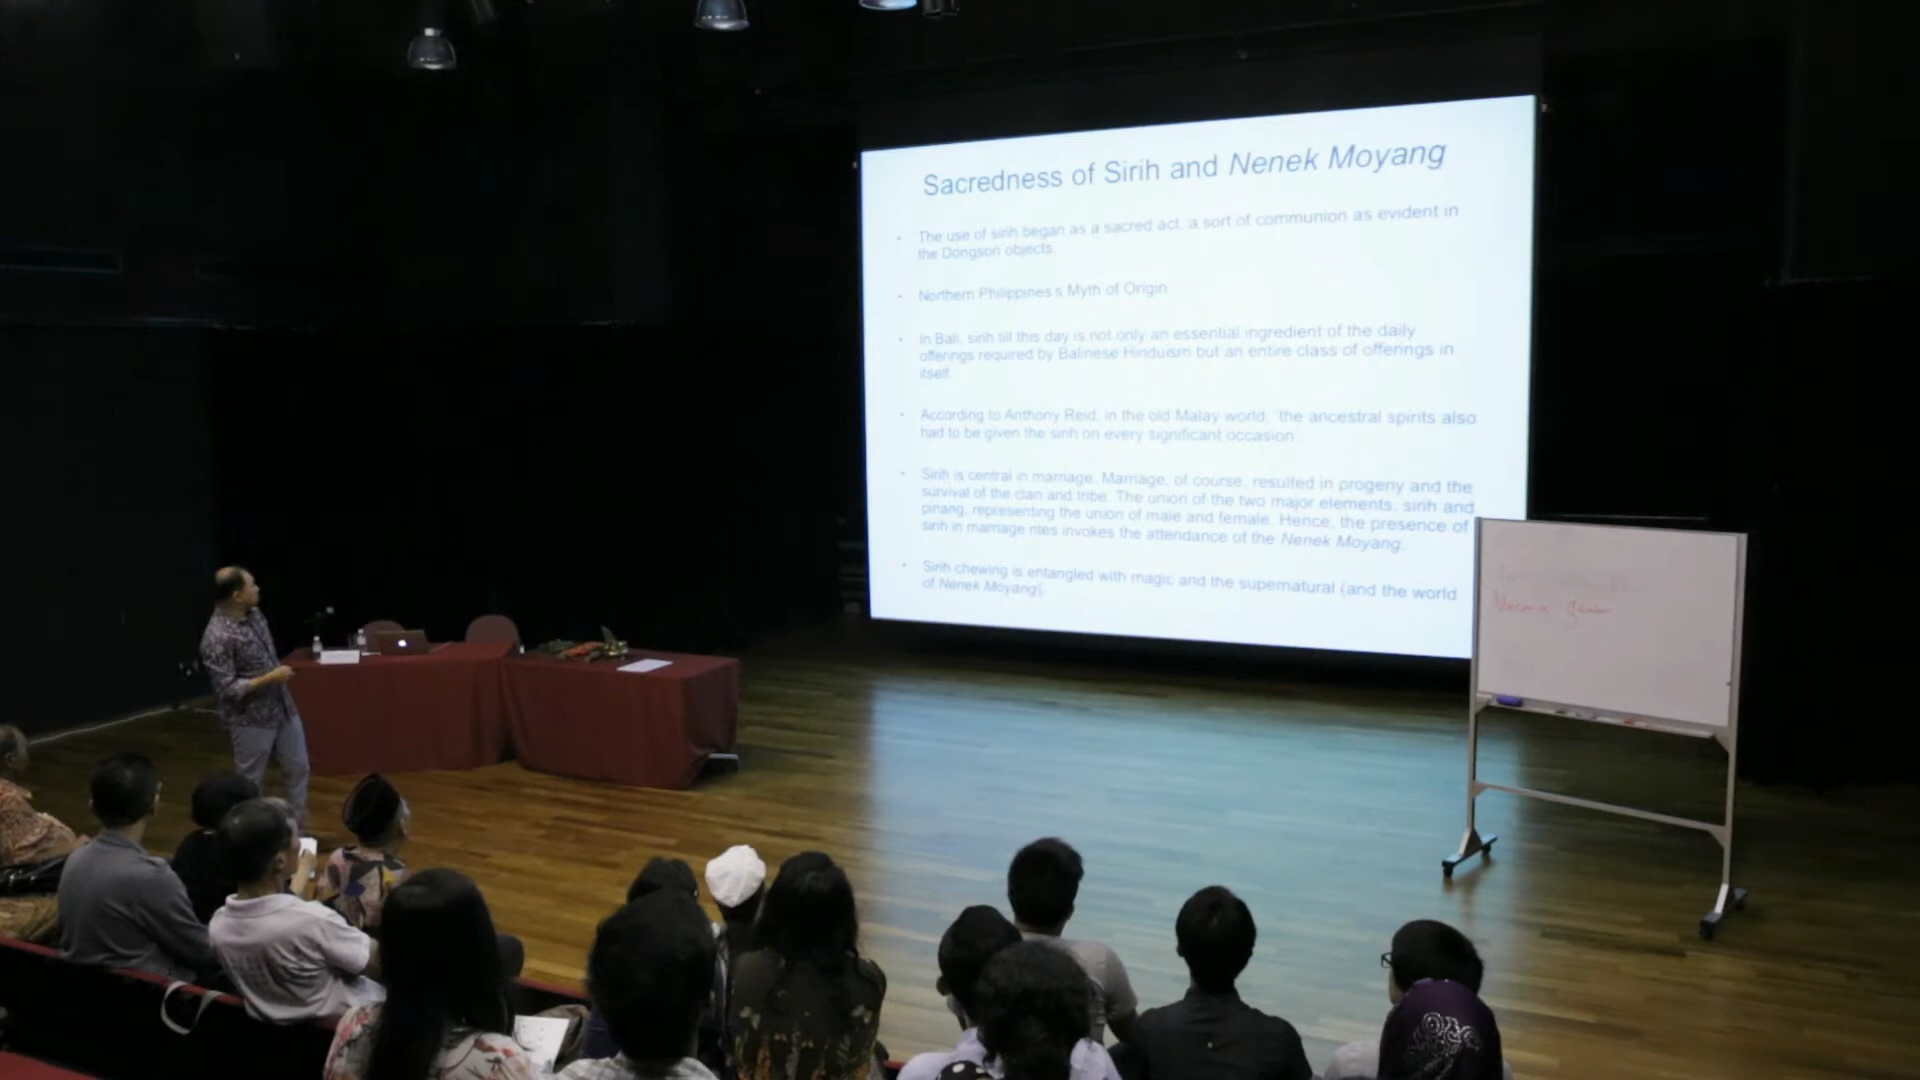 Sacredness of Sirih and Nenek Moyang
The use of sirih began as a sacred act, a sort of communion as evident in
the Dongson objects.
Northern Philippines's Myth of Origin
In Bali, sirih till this day is not only an essential ingredient of the daily
offerings required by Balinese Hinduism but an entire class of offerings in
itself.
According to Anthony Reid, in the old Malay world, 'the ancestral spirits also
had to be given the sirih on every significant occasion
Sirih is central in marriage. Marriage, of course, resulted in progeny and the
survival of the clan and tribe. The union of the two major elements, sirih and
pinang, representing the union of male and female. Hence, the presence of
sirih in marriage rites invokes the attendance of the Nenek Moyang.
Sirih chewing is entangled with magic and the supernatural (and the world
of Nenek Moyang).